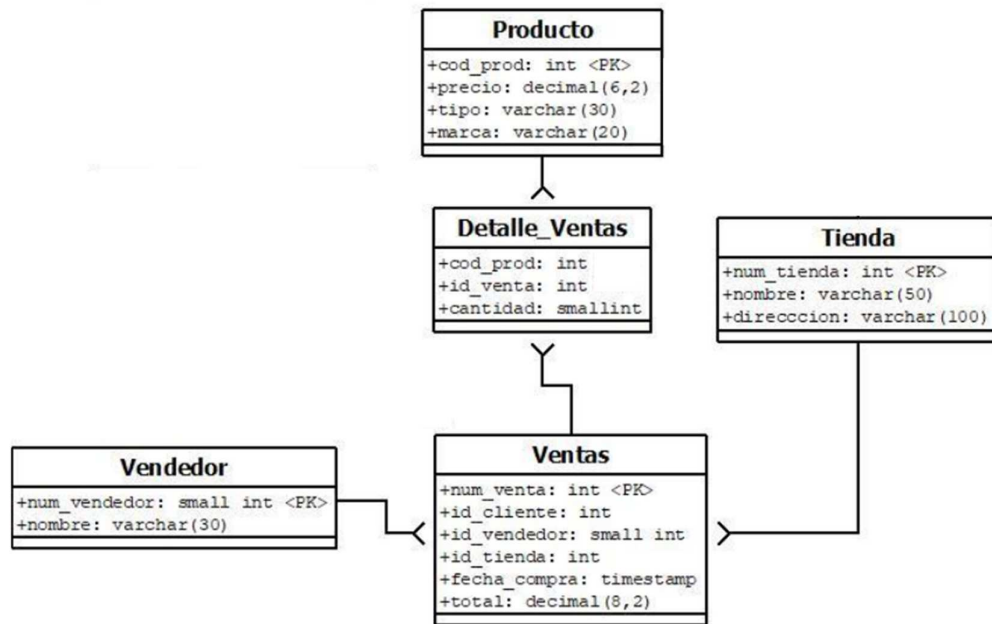 Producto
+cod_prod: int <PK>
+precio: decimal(6,2)
+tipo: varchar(30)
+marca: varchar(20)
Detalle_Ventas
+cod_prod: int
+id_venta: int
+cantidad: smallint
Tienda
+num_tienda: int <PK>
+nombre: varchar(50)
+direcccion: varchar(100)
Vendedor
+num_vendedor: small int <PK>
+nombre: varchar(30)
Ventas
+num_venta: int <PK>
+id_cliente: int
+id_vendedor: small int
+id_tienda: int
+fecha_compra: timestamp
+total: decimal(8,2)